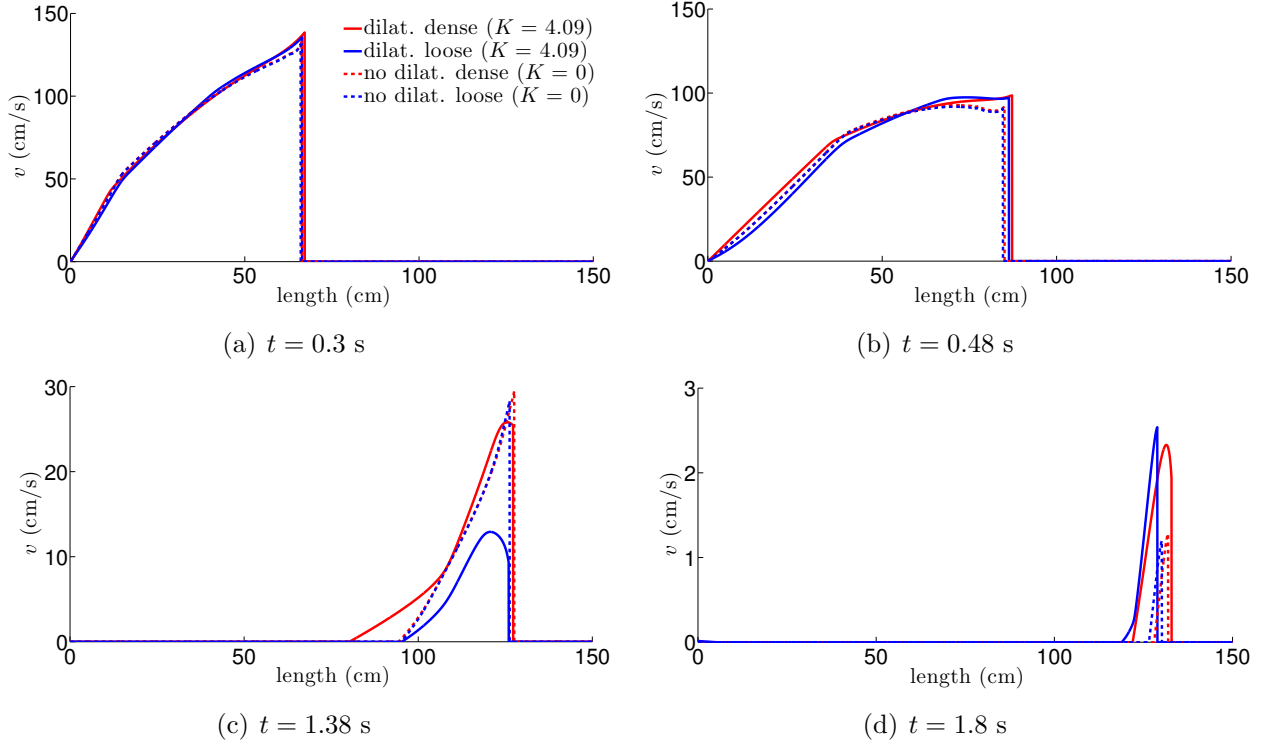 150
100
50
0
v (cm/s)
0 50 100 150
length (cm)
dilat. dense (K = 4.09)
dilat. loose (K = 4.09)
no dilat. dense (K = 0)
no dilat. loose (K = 0)
(a) t = 0.3 s
150
100
50
0
v (cm/s)
0 50 100 150
length (cm)
(b) t = 0.48 s
30
20
10
0
v (cm/s)
0 50 100 150
length (cm)
(c) t = 1.38 s
3
2
1
0
v (cm/s)
0 50 100 150
length (cm)
(d) t = 1.8 s